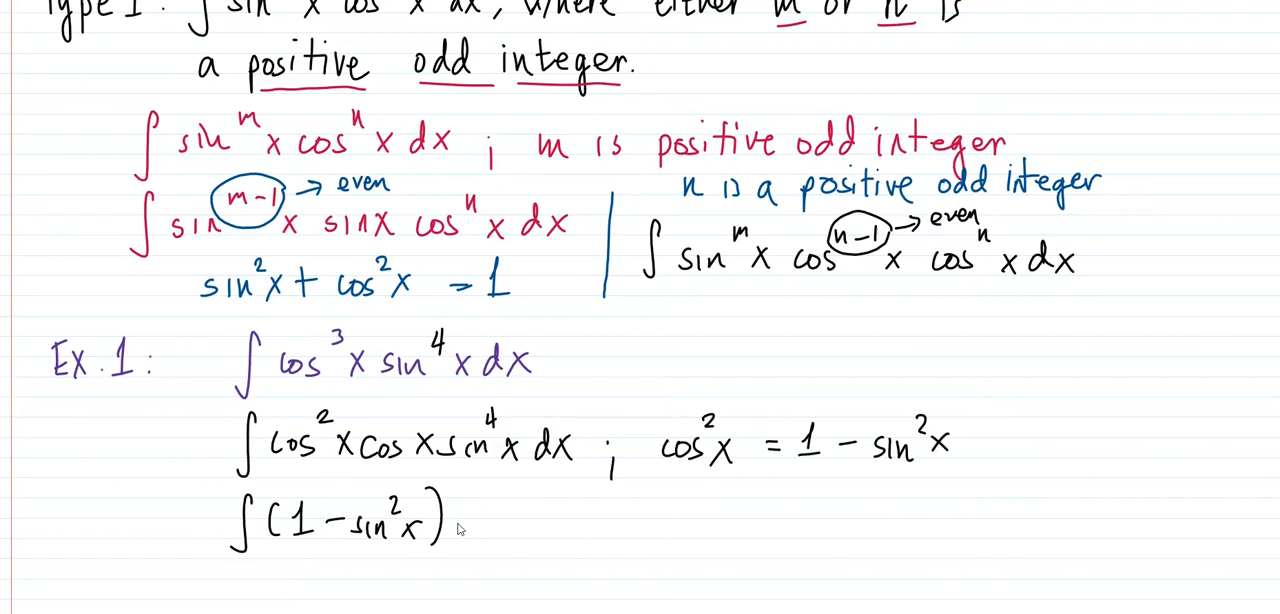 Type I: ∫ sin x cos x dx, where either m or n is
a positive odd integer.
∫ sin^m x cos^n x dx ; m is positive odd integer
n is a positive odd integer
∫ sin^(m-1) x sinx cos^n x dx
→ even
∫ sin^m x cos^(n-1) x cos^n x dx
→ even
sin²x + cos²x = 1
Ex. 1: ∫ cos³x sin⁴x dx
∫ cos²x cos x sin⁴x dx ; cos²x = 1 - sin²x
∫ (1 - sin²x)